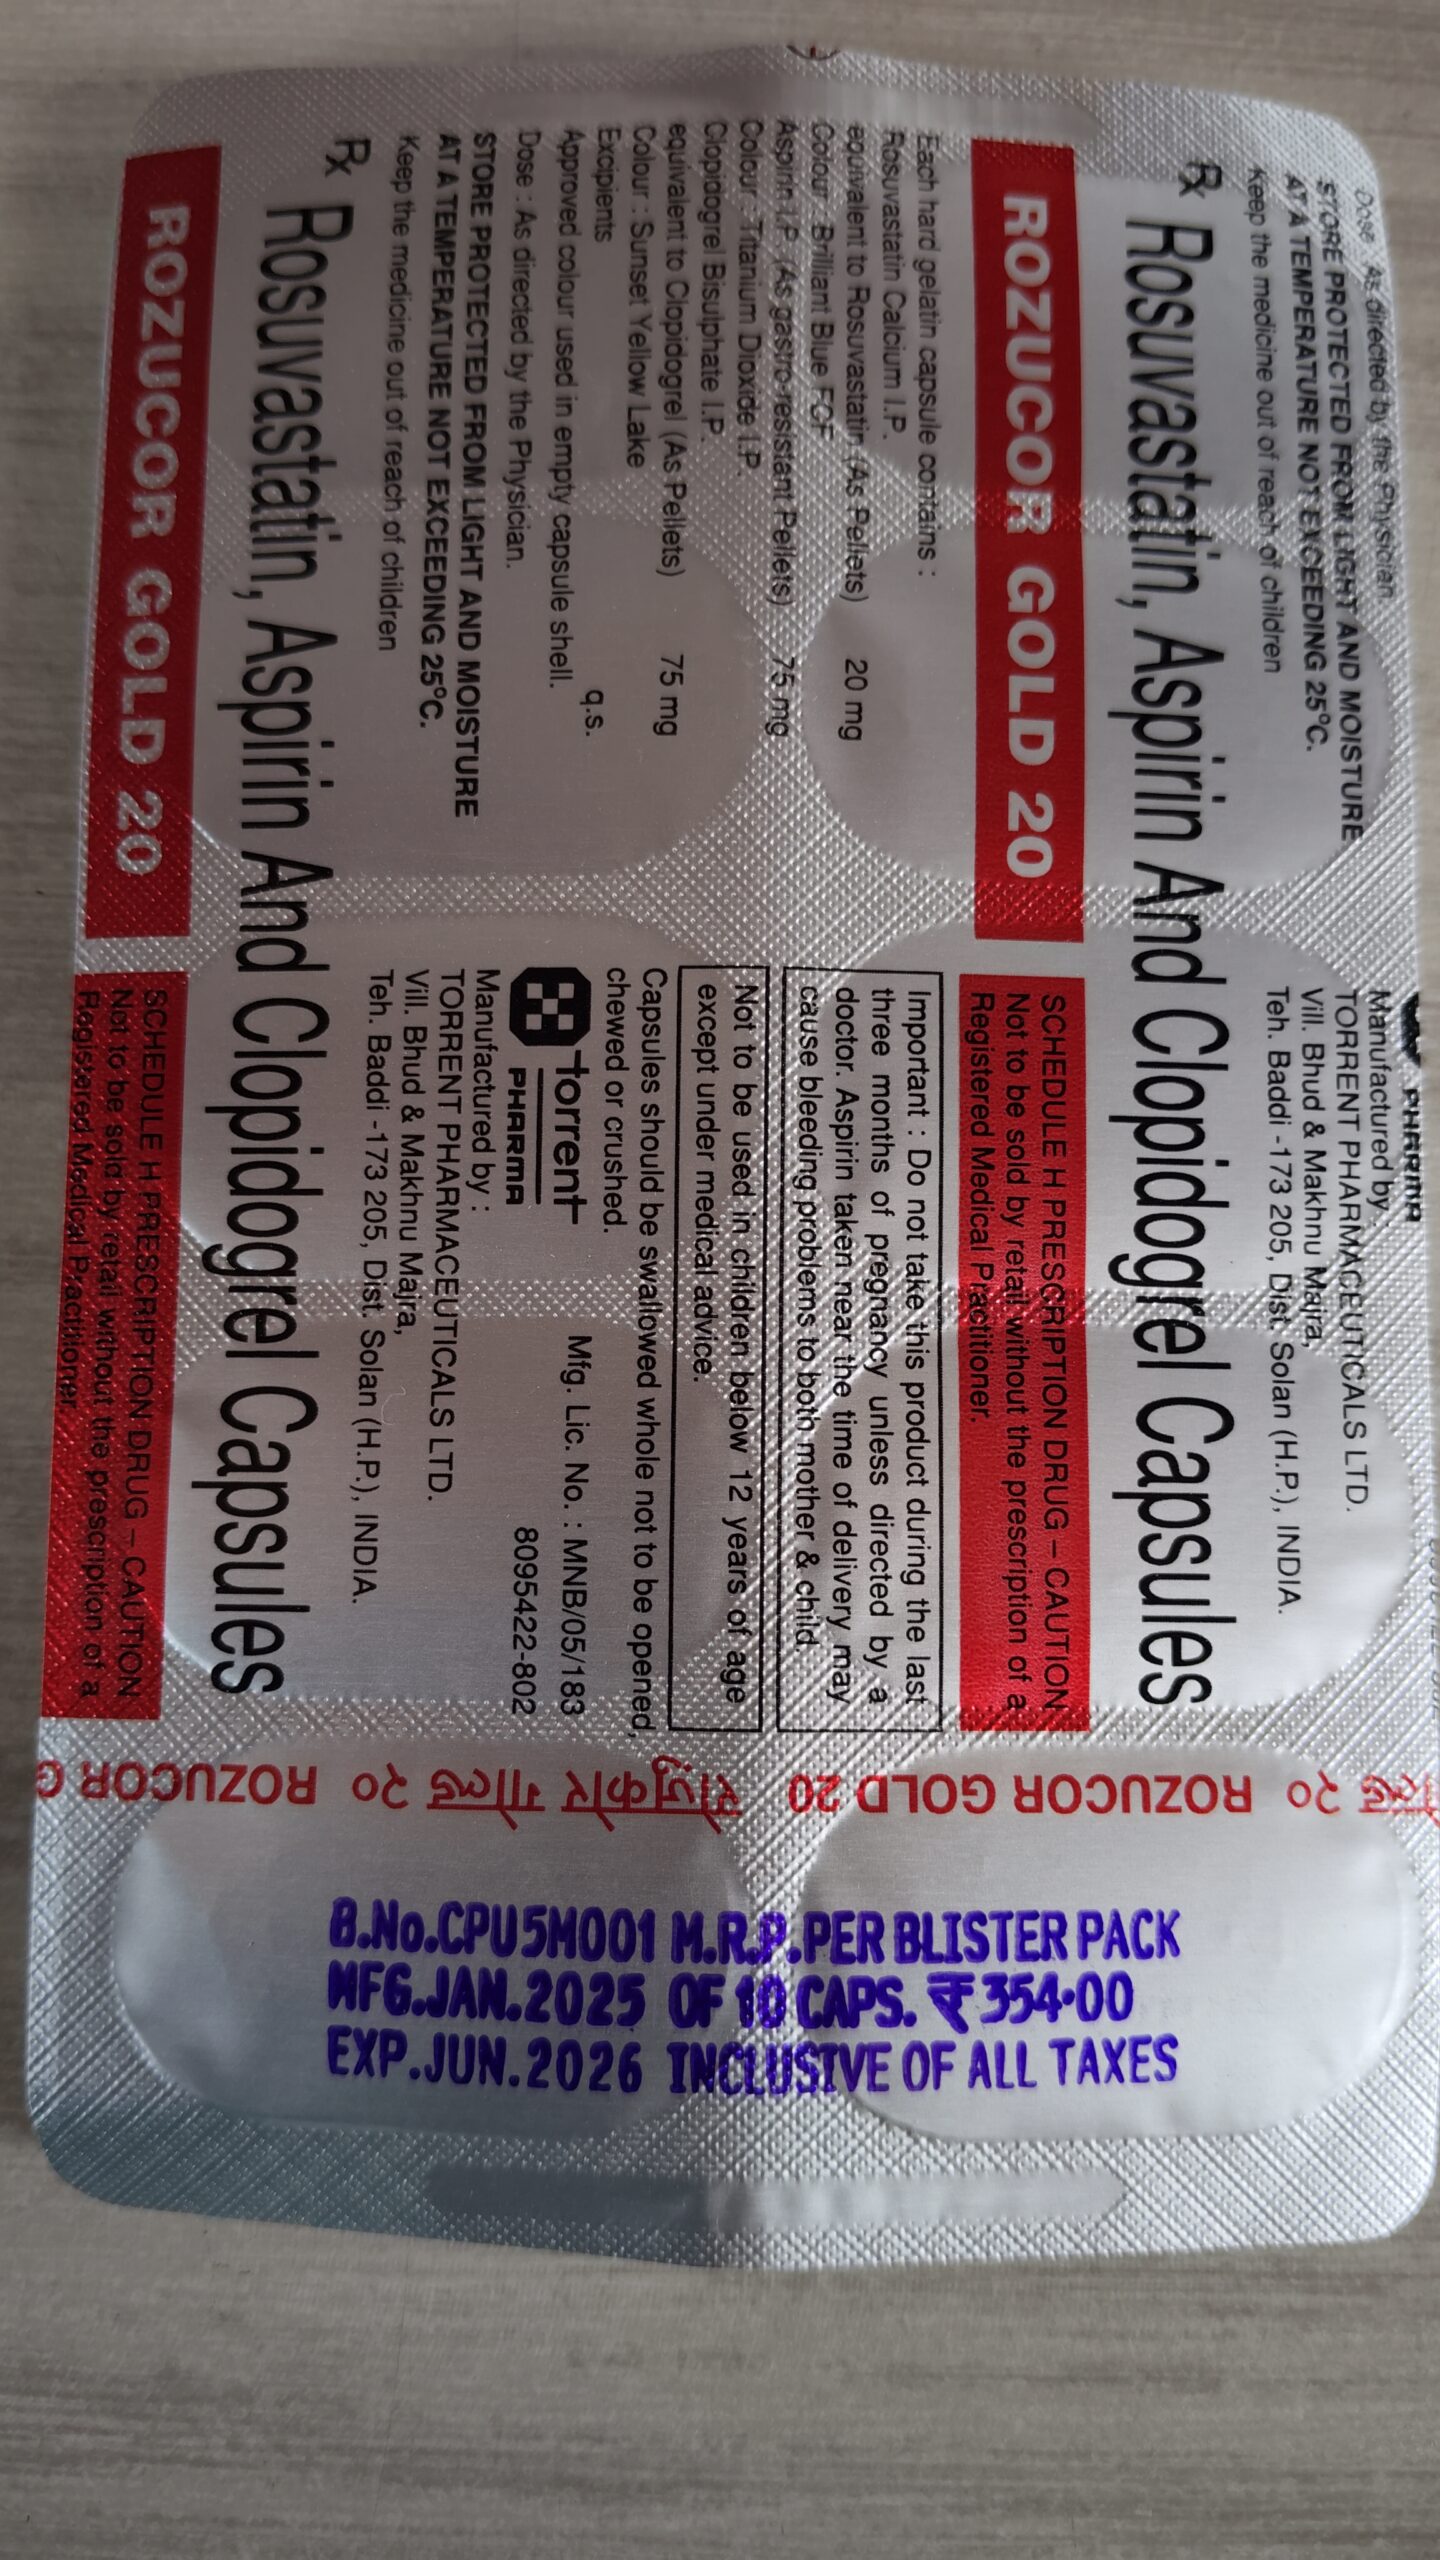 Dose : As directed by the Physician.
STORE PROTECTED FROM LIGHT AND MOISTURE
AT A TEMPERATURE NOT EXCEEDING 25°C.
Keep the medicine out of reach of children
PHARMA
Manufactured by :
TORRENT PHARMACEUTICALS LTD.
Vill. Bhud & Makhnu Majra,
Teh. Baddi -173 205, Dist. Solan (H.P.), INDIA.
Rx Rosuvastatin, Aspirin And Clopidogrel Capsules
ROZUCOR GOLD 20
SCHEDULE H PRESCRIPTION DRUG – CAUTION
Not to be sold by retail without the prescription of a
Registered Medical Practitioner.
Each hard gelatin capsule contains :
Rosuvastatin Calcium I.P.
equivalent to Rosuvastatin (As Pellets) 20 mg
Colour : Brilliant Blue FCF
Aspirin I.P. (As gastro-resistant Pellets) 75 mg
Colour : Titanium Dioxide I.P.
Clopidogrel Bisulphate I.P.
equivalent to Clopidogrel (As Pellets) 75 mg
Colour : Sunset Yellow Lake
Excipients q.s.
Approved colour used in empty capsule shell.
Dose : As directed by the Physician.
STORE PROTECTED FROM LIGHT AND MOISTURE
AT A TEMPERATURE NOT EXCEEDING 25°C.
Keep the medicine out of reach of children
Important : Do not take this product during the last
three months of pregnancy unless directed by a
doctor. Aspirin taken near the time of delivery may
cause bleeding problems to both mother & child.
Not to be used in children below 12 years of age
except under medical advice.
Capsules should be swallowed whole not to be opened,
chewed or crushed.
torrent
PHARMA
Mfg. Lic. No. : MNB/05/183
8095422-802
Manufactured by :
TORRENT PHARMACEUTICALS LTD.
Vill. Bhud & Makhnu Majra,
Teh. Baddi -173 205, Dist. Solan (H.P.), INDIA.
Rx Rosuvastatin, Aspirin And Clopidogrel Capsules
ROZUCOR GOLD 20
SCHEDULE H PRESCRIPTION DRUG – CAUTION
Not to be sold by retail without the prescription of a
Registered Medical Practitioner.
गोल्ड २० ROZUCOR GOLD 20 रोजुकोर गोल्ड २० ROZUCOR G
B.No.CPU5M001 M.R.P.PER BLISTER PACK
MFG.JAN.2025 OF 10 CAPS. ₹354.00
EXP.JUN.2026 INCLUSIVE OF ALL TAXES